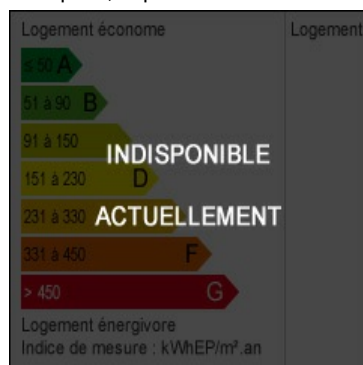 Logement économe
Logement
≤ 50 A
51 à 90 B
91 à 150
INDISPONIBLE
151 à 230 D
231 à 330
ACTUELLEMENT
331 à 450 F
> 450 G
Logement énergivore
Indice de mesure : kWhEP/m².an